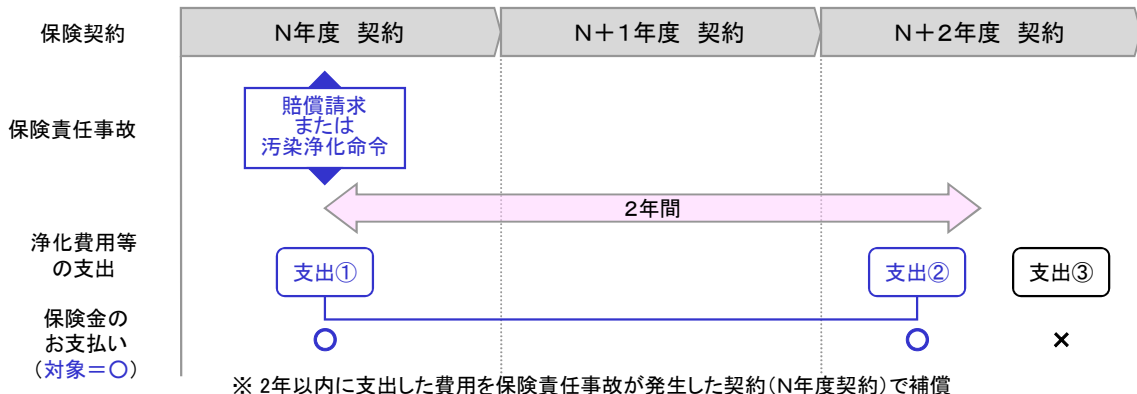 保険契約
N年度 契約
N+1年度 契約
N+2年度 契約
保険責任事故
賠償請求
または
汚染浄化命令
2年間
浄化費用等
の支出
支出①
支出②
支出③
保険金の
お支払い
(対象=〇)
○
○
×
※ 2年以内に支出した費用を保険責任事故が発生した契約(N年度契約)で補償